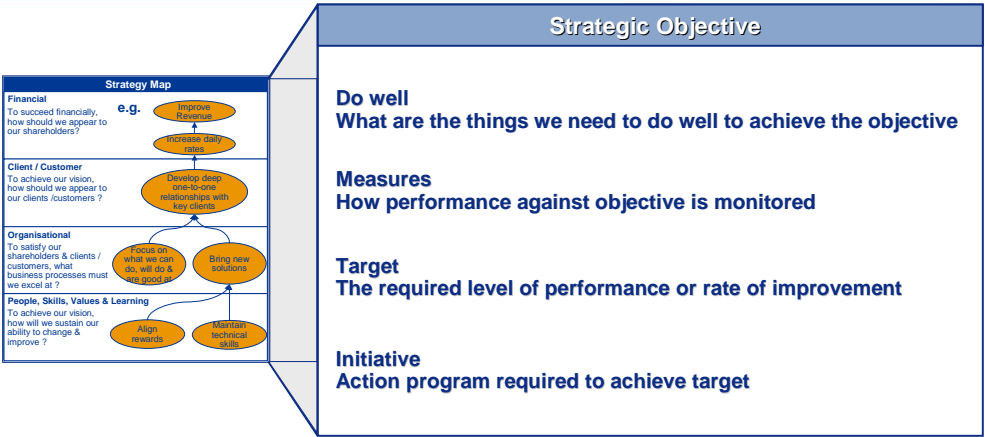 Strategic Objective
Strategy Map
Financial
To succeed financially,
how should we appear to
our shareholders?
e.g.
Improve
Revenue
Increase daily
rates
Client / Customer
To achieve our vision,
how should we appear to
our clients /customers ?
Develop deep
one-to-one
relationships with
key clients
Organisational
To satisfy our
shareholders & clients /
customers, what
business processes must
we excel at ?
Focus on
what we can
do, will do &
are good at
Bring new
solutions
People, Skills, Values & Learning
To achieve our vision,
how will we sustain our
ability to change &
improve ?
Align
rewards
Maintain
technical
skills
Do well
What are the things we need to do well to achieve the objective
Measures
How performance against objective is monitored
Target
The required level of performance or rate of improvement
Initiative
Action program required to achieve target